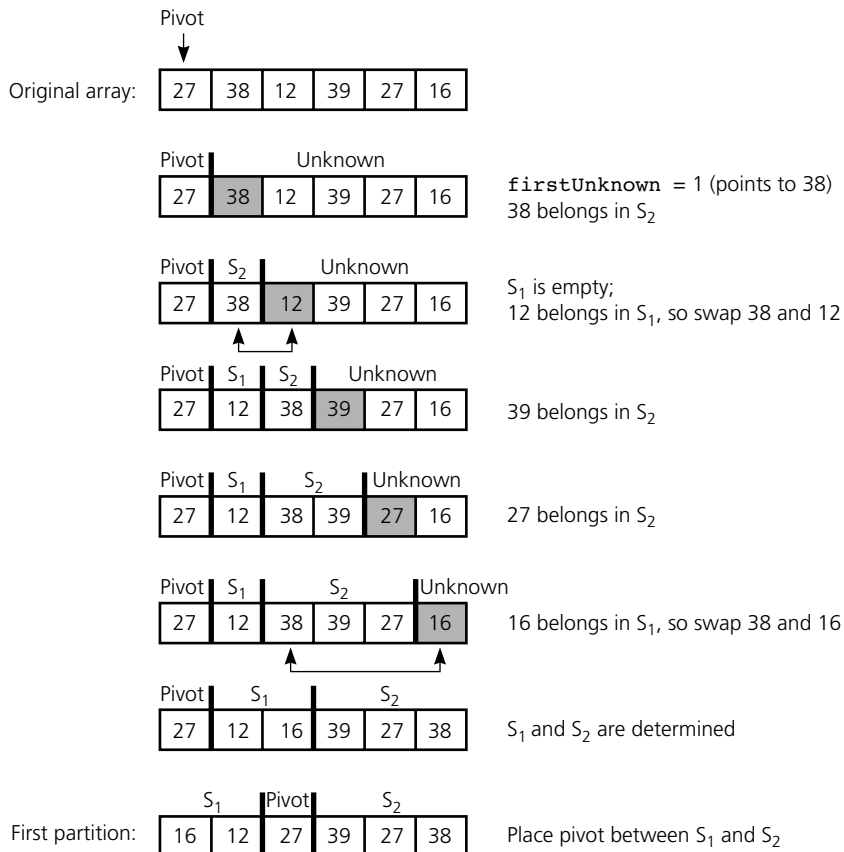 Pivot
Original array: 27 38 12 39 27 16
Pivot Unknown
27 38 12 39 27 16
firstUnknown = 1 (points to 38)
38 belongs in S2
Pivot S2 Unknown
27 38 12 39 27 16
S1 is empty;
12 belongs in S1, so swap 38 and 12
Pivot S1 S2 Unknown
27 12 38 39 27 16
39 belongs in S2
Pivot S1 S2 Unknown
27 12 38 39 27 16
27 belongs in S2
Pivot S1 S2 Unknown
27 12 38 39 27 16
16 belongs in S1, so swap 38 and 16
Pivot S1 S2
27 12 16 39 27 38
S1 and S2 are determined
S1 Pivot S2
First partition: 16 12 27 39 27 38
Place pivot between S1 and S2